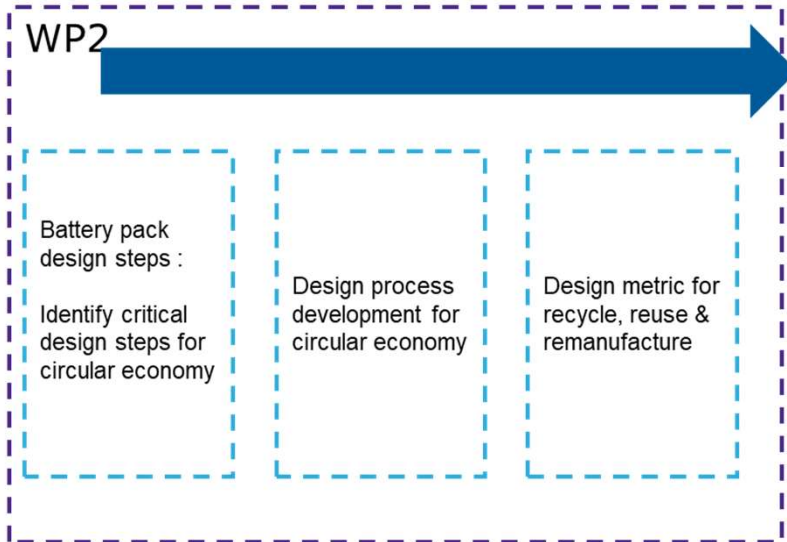 WP2
Battery pack
design steps :
Identify critical
design steps for
circular economy
Design process
development for
circular economy
Design metric for
recycle, reuse &
remanufacture